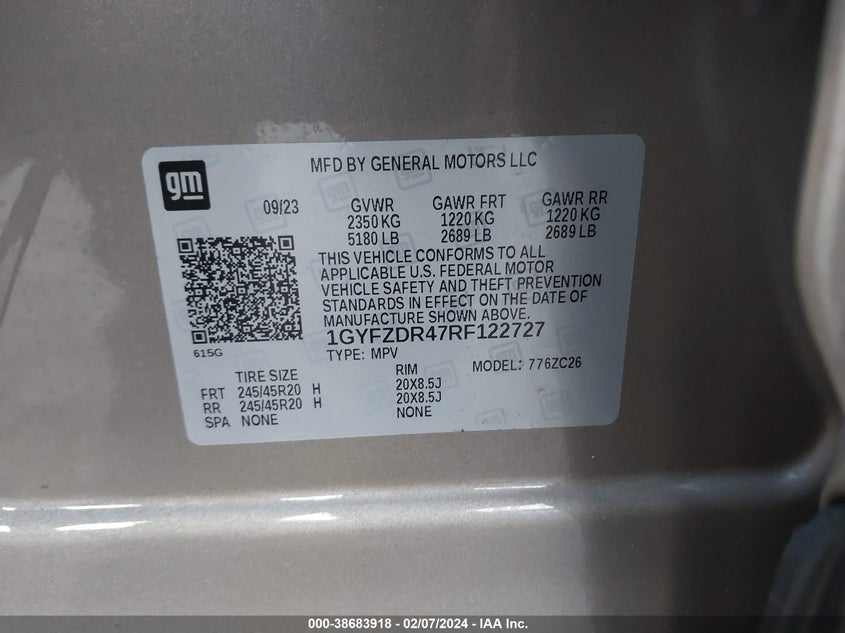 gm
MFD BY GENERAL MOTORS LLC
09/23 GVWR GAWR FRT GAWR RR
2350 KG 1220 KG 1220 KG
5180 LB 2689 LB 2689 LB
THIS VEHICLE CONFORMS TO ALL
APPLICABLE U.S. FEDERAL MOTOR
VEHICLE SAFETY AND THEFT PREVENTION
STANDARDS IN EFFECT ON THE DATE OF
MANUFACTURE SHOWN ABOVE.
1GYFZDR47RF122727
615G
TYPE: MPV
MODEL: 776ZC26
TIRE SIZE RIM
FRT 245/45R20 H 20X8.5J
RR 245/45R20 H 20X8.5J
SPA NONE NONE
000-38683918 - 02/07/2024 - IAA Inc.